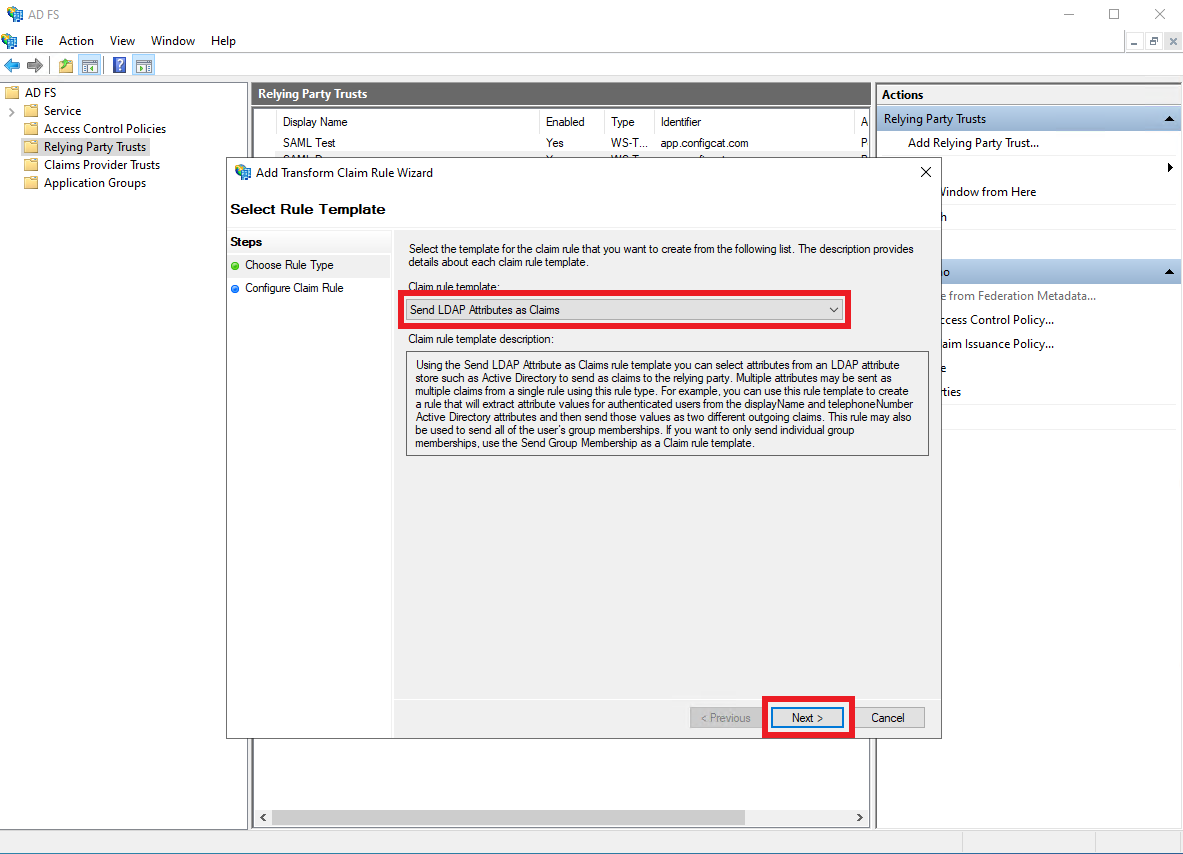 AD FS
File Action View Window Help
AD FS
Service
Access Control Policies
Relying Party Trusts
Claims Provider Trusts
Application Groups
Relying Party Trusts
Display Name Enabled Type Identifier A
SAML Test Yes WS-T... app.configcat.com P
Actions
Relying Party Trusts
Add Relying Party Trust...
Window from Here
h
o
e from Federation Metadata...
ccess Control Policy...
aim Issuance Policy...
e
rties
Add Transform Claim Rule Wizard
Select Rule Template
Steps
Choose Rule Type
Configure Claim Rule
Select the template for the claim rule that you want to create from the following list. The description provides
details about each claim rule template.
Claim rule template:
Send LDAP Attributes as Claims
Claim rule template description:
Using the Send LDAP Attribute as Claims rule template you can select attributes from an LDAP attribute
store such as Active Directory to send as claims to the relying party. Multiple attributes may be sent as
multiple claims from a single rule using this rule type. For example, you can use this rule template to create
a rule that will extract attribute values for authenticated users from the displayName and telephoneNumber
Active Directory attributes and then send those values as two different outgoing claims. This rule may also
be used to send all of the user's group memberships. If you want to only send individual group
memberships, use the Send Group Membership as a Claim rule template.
< Previous Next > Cancel